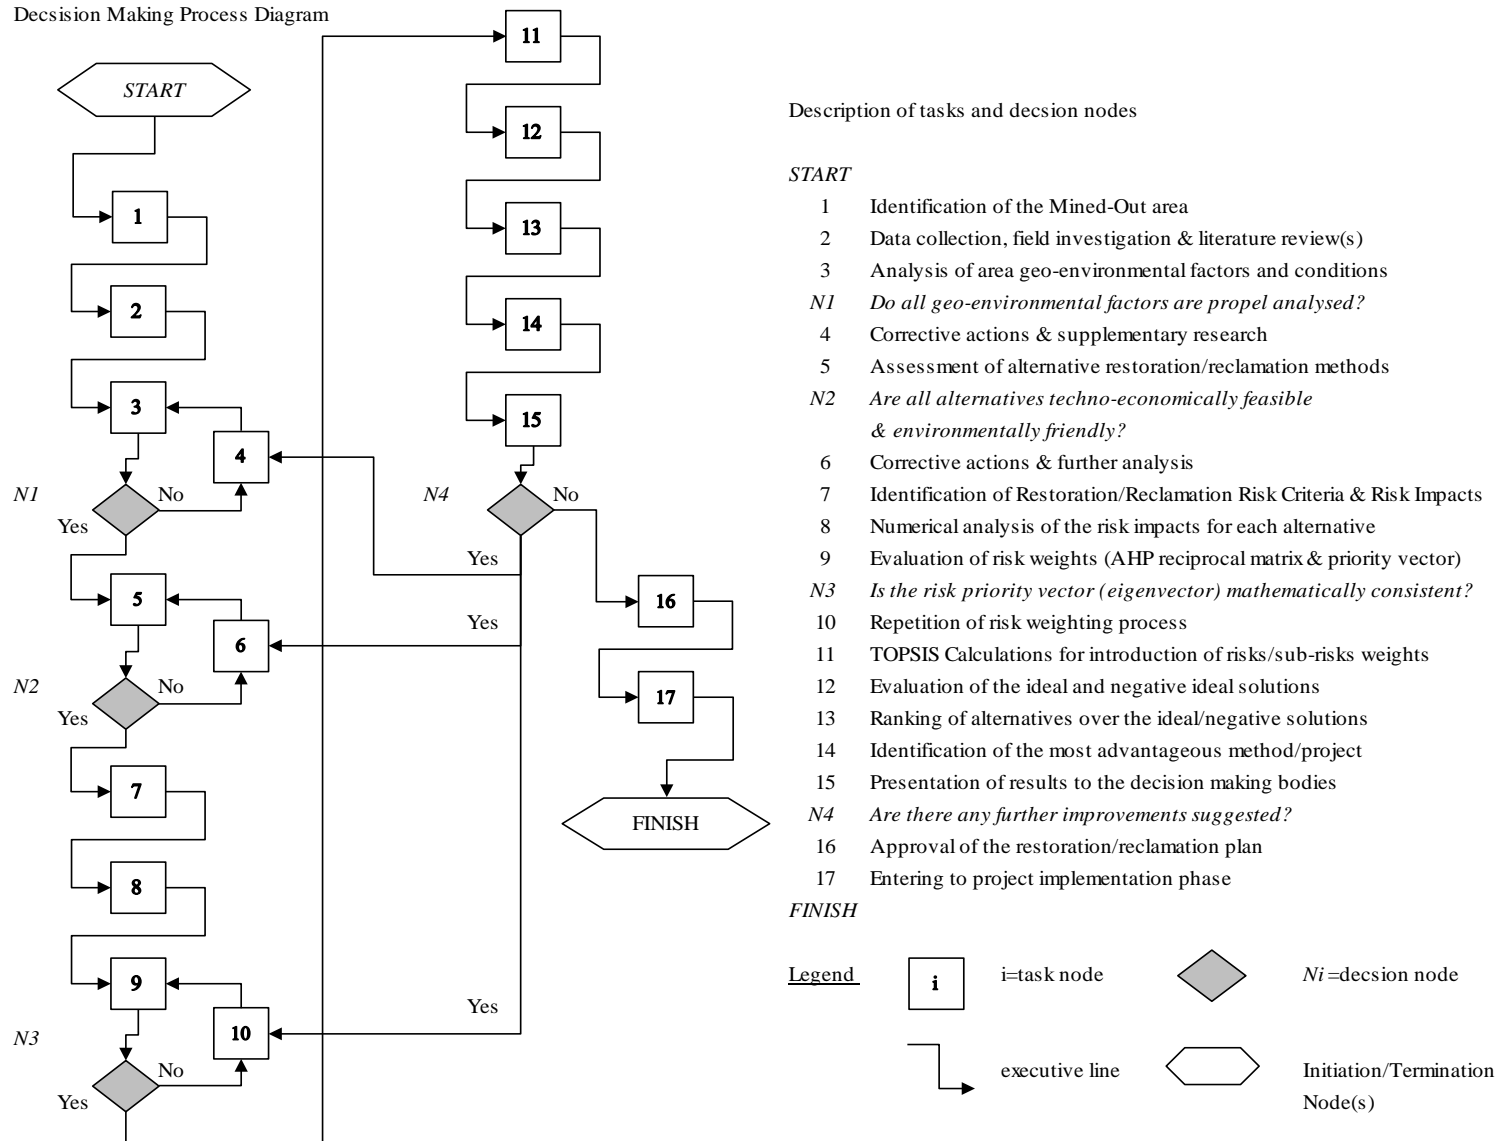 Decsision Making Process Diagram
START
1
2
3
4
N1
No
Yes
5
6
N2
No
Yes
7
8
9
10
N3
No
Yes
11
12
13
14
15
N4
No
Yes
Yes
Yes
16
17
FINISH
Description of tasks and decsion nodes
START
1 Identification of the Mined-Out area
2 Data collection, field investigation & literature review(s)
3 Analysis of area geo-environmental factors and conditions
N1 Do all geo-environmental factors are propel analysed?
4 Corrective actions & supplementary research
5 Assessment of alternative restoration/reclamation methods
N2 Are all alternatives techno-economically feasible
& environmentally friendly?
6 Corrective actions & further analysis
7 Identification of Restoration/Reclamation Risk Criteria & Risk Impacts
8 Numerical analysis of the risk impacts for each alternative
9 Evaluation of risk weights (AHP reciprocal matrix & priority vector)
N3 Is the risk priority vector (eigenvector) mathematically consistent?
10 Repetition of risk weighting process
11 TOPSIS Calculations for introduction of risks/sub-risks weights
12 Evaluation of the ideal and negative ideal solutions
13 Ranking of alternatives over the ideal/negative solutions
14 Identification of the most advantageous method/project
15 Presentation of results to the decision making bodies
N4 Are there any further improvements suggested?
16 Approval of the restoration/reclamation plan
17 Entering to project implementation phase
FINISH
Legend
i
i=task node
Ni=decsion node
executive line
Initiation/Termination
Node(s)